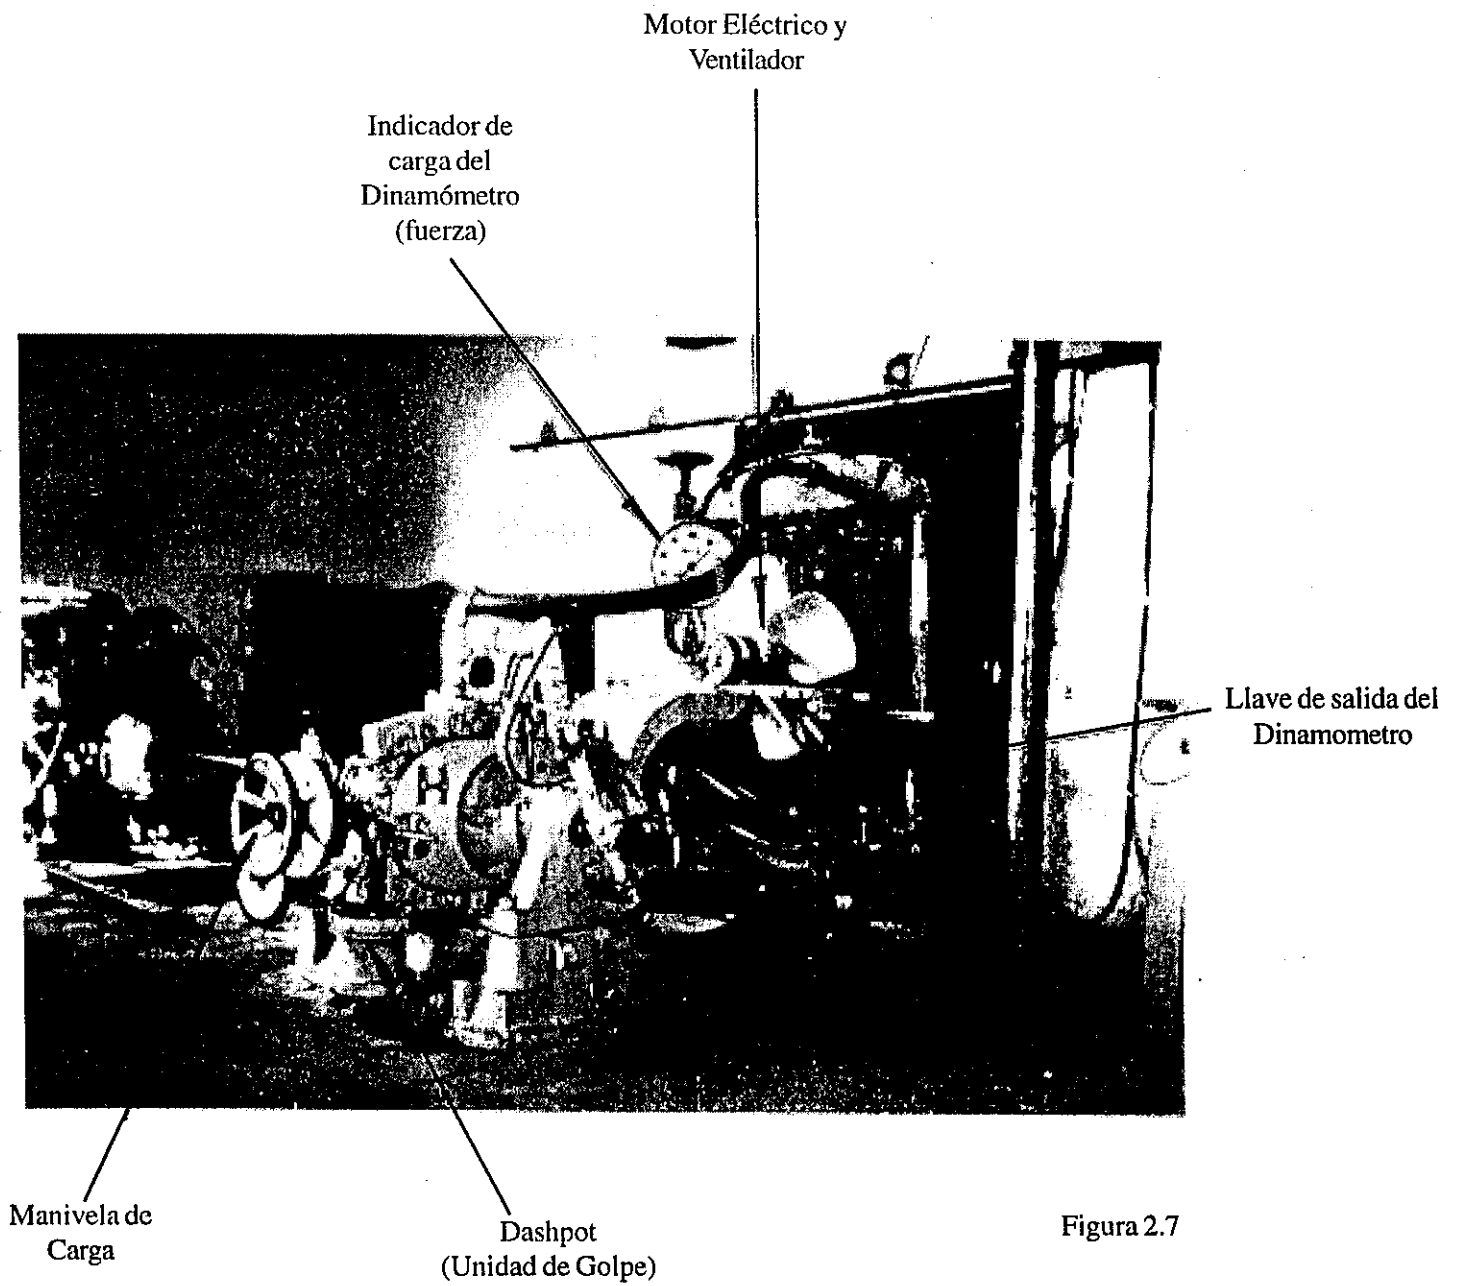 Motor Eléctrico y
Ventilador
Indicador de
carga del
Dinamómetro
(fuerza)
Llave de salida del
Dinamometro
Manivela de
Carga
Dashpot
(Unidad de Golpe)
Figura 2.7